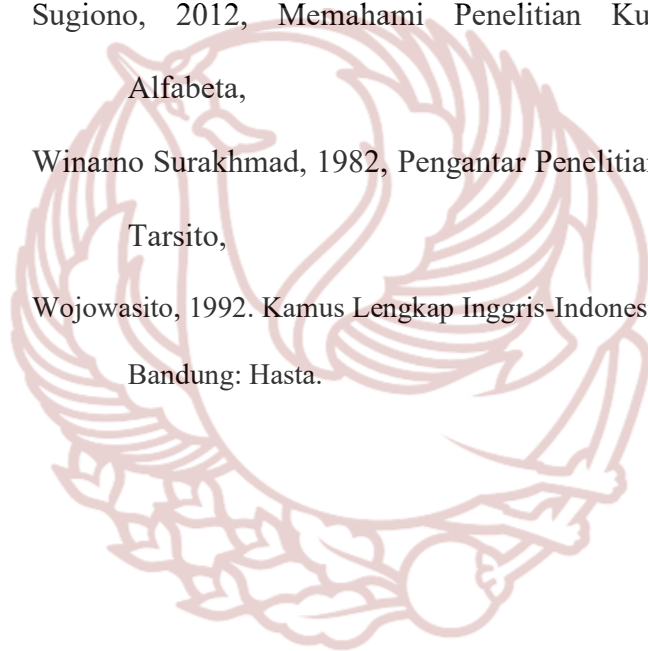 Sugiono, 2012, Memahami Penelitian Ku
Alfabeta,
Winarno Surakhmad, 1982, Pengantar Penelitian
Tarsito,
Wojowasito, 1992. Kamus Lengkap Inggris-Indones
Bandung: Hasta.